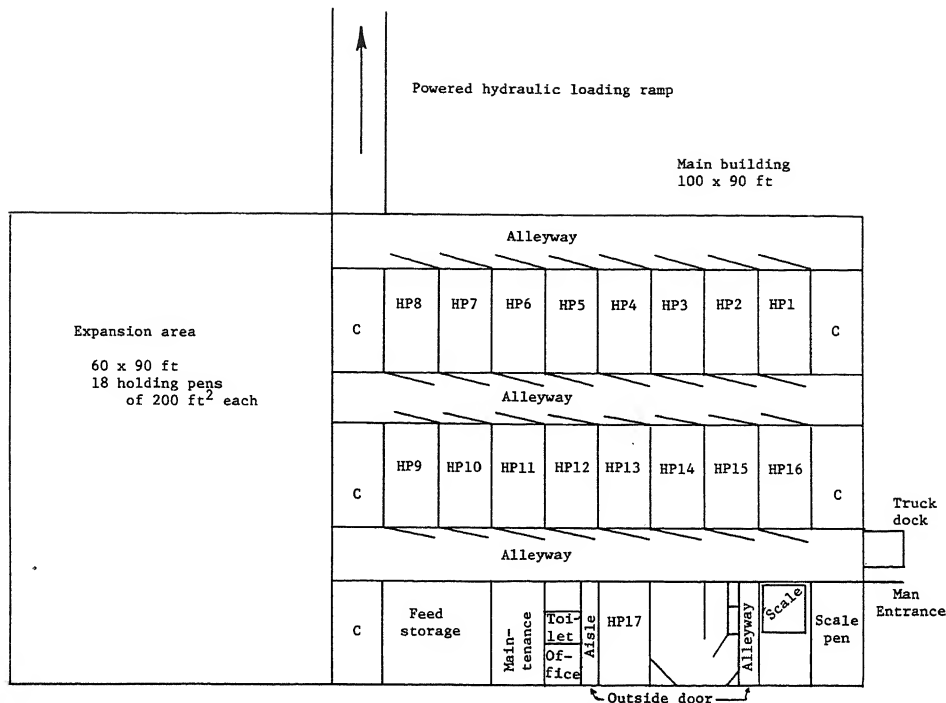 Powered hydraulic loading ramp
Main building
100 x 90 ft
Alleyway
HP8 HP7 HP6 HP5 HP4 HP3 HP2 HP1
C
C
Expansion area
60 x 90 ft
18 holding pens
of 200 ft² each
Alleyway
HP9 HP10 HP11 HP12 HP13 HP14 HP15 HP16
C
C
Truck
dock
Alleyway
Man
Entrance
C
Feed
storage
Main-
tenance
Toi-
let
Of-
fice
Aisle
HP17
Alleyway
Scale
Scale
pen
Outside door